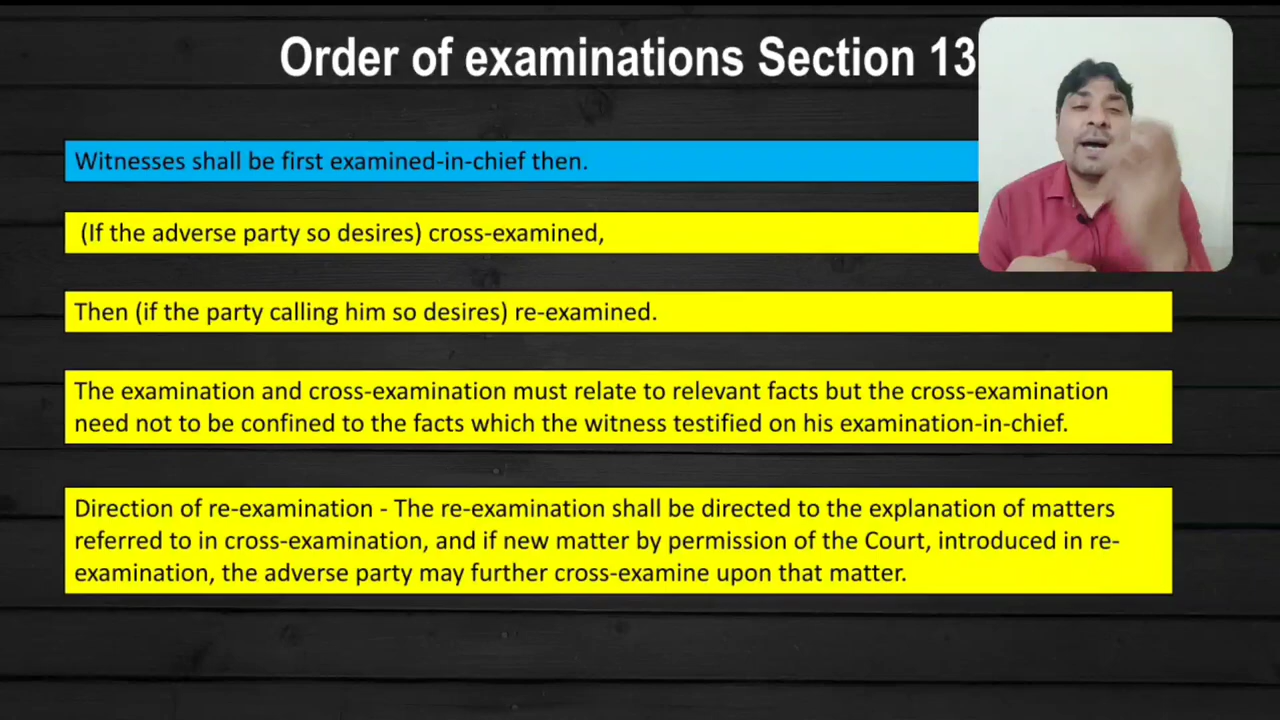 Order of examinations Section 13
Witnesses shall be first examined-in-chief then.
(If the adverse party so desires) cross-examined,
Then (if the party calling him so desires) re-examined.
The examination and cross-examination must relate to relevant facts but the cross-examination
need not to be confined to the facts which the witness testified on his examination-in-chief.
Direction of re-examination - The re-examination shall be directed to the explanation of matters
referred to in cross-examination, and if new matter by permission of the Court, introduced in re-
examination, the adverse party may further cross-examine upon that matter.